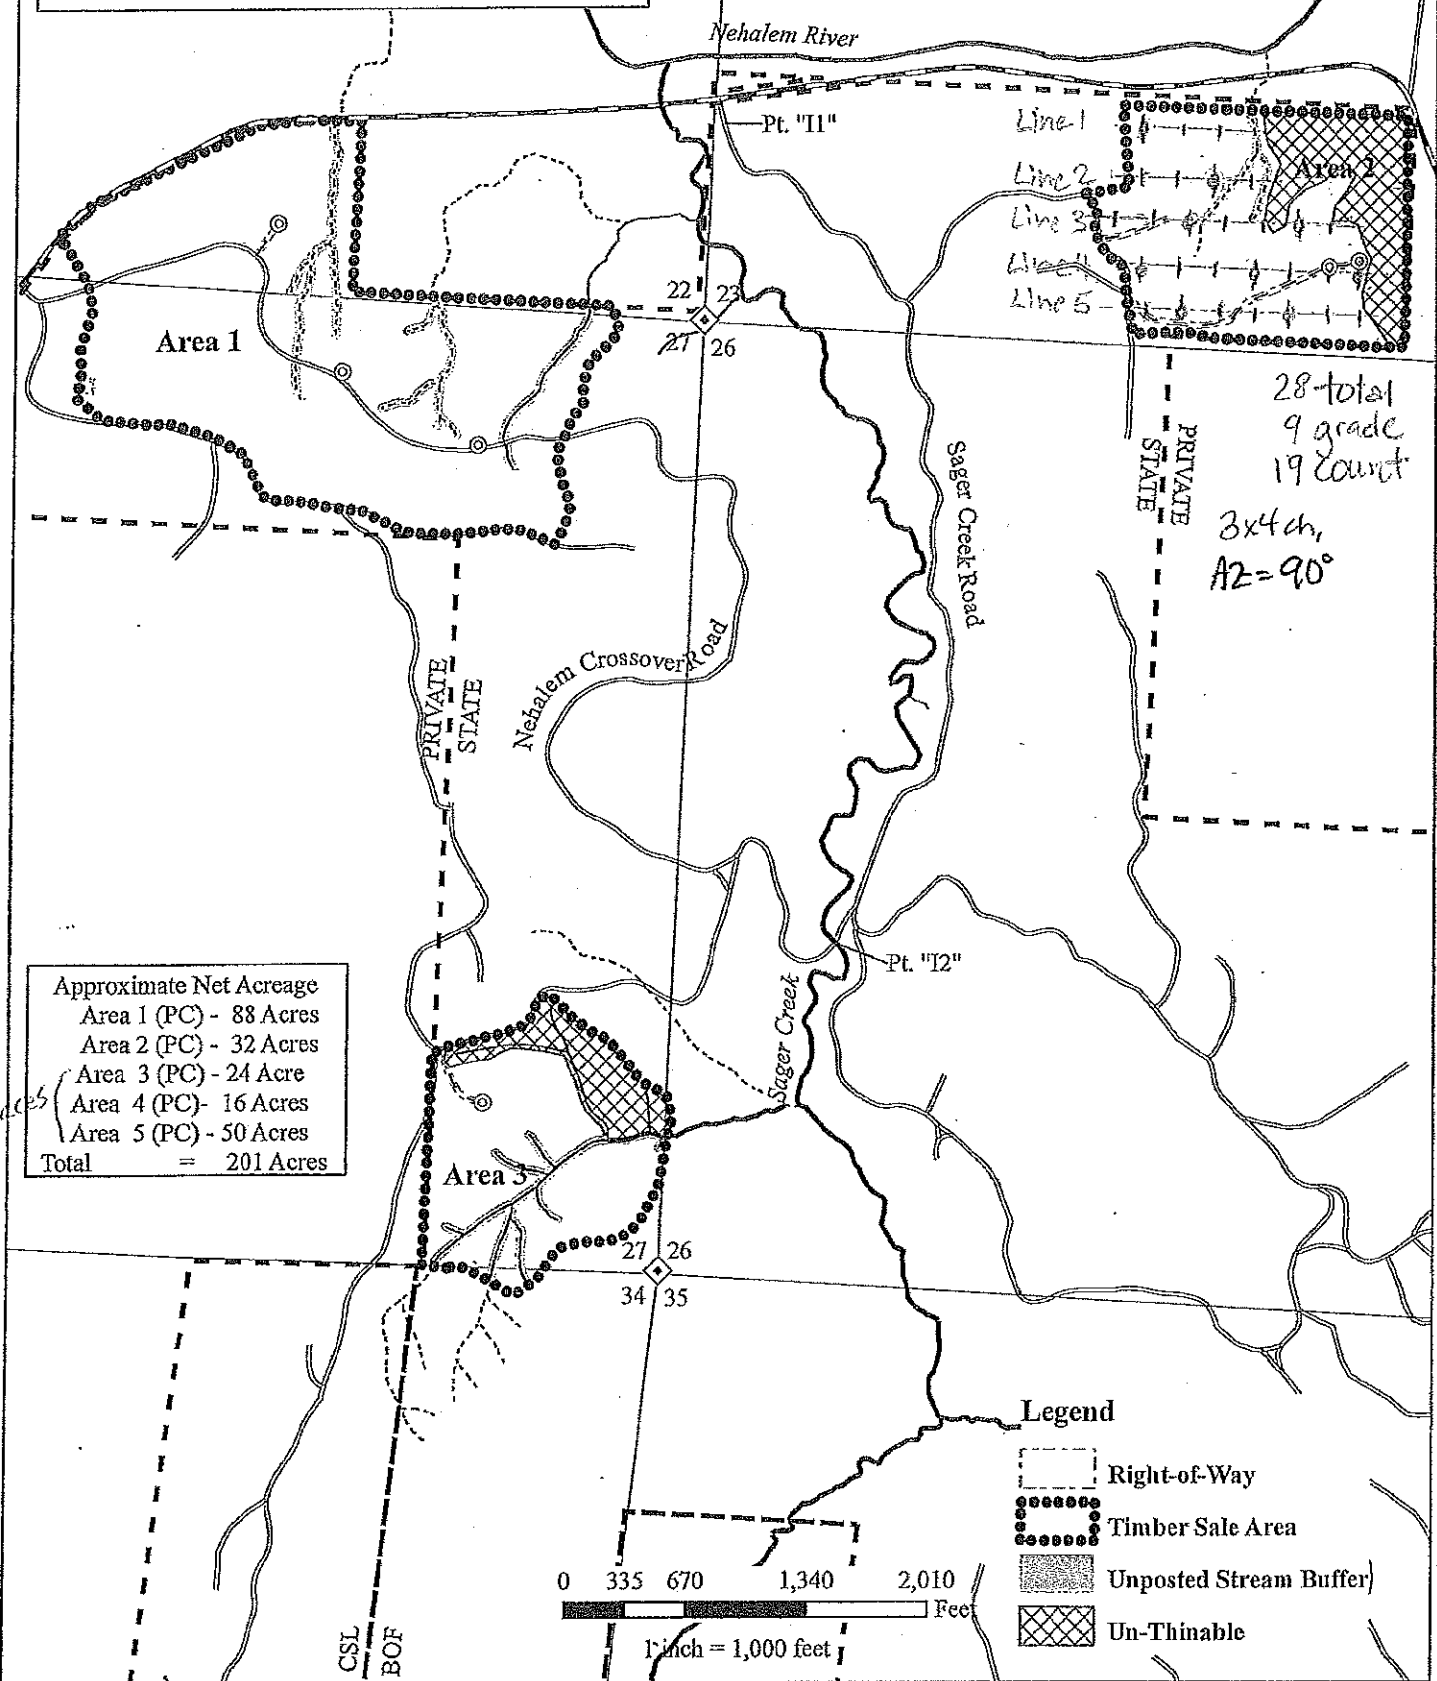 Nehalem River
Pt. "I1"
Line 1
Line 2
Line 3
Line 4
Line 5
Area 2
22 23
27 26
Area 1
28 total
9 grade
19 count
3x4 ch,
AZ=90°
PRIVATE
STATE
Sager Creek Road
Nehalem Crossover Road
PRIVATE
STATE
Pt. "I2"
Sager Creek
Approximate Net Acreage
Area 1 (PC) - 88 Acres
Area 2 (PC) - 32 Acres
Area 3 (PC) - 24 Acre
Area 4 (PC)- 16 Acres
Area 5 (PC) - 50 Acres
Total = 201 Acres
Area 3
27 26
34 35
Legend
Right-of-Way
Timber Sale Area
Unposted Stream Buffer
Un-Thinable
0 335 670 1,340 2,010
Feet
1 inch = 1,000 feet
CSL
BOF